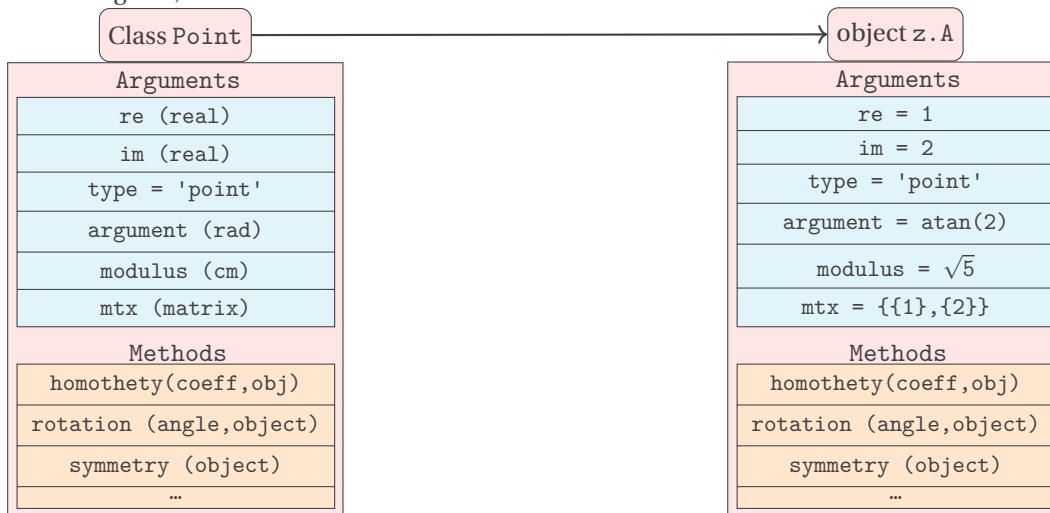 Class Point
object z.A
Arguments
re (real)
im (real)
type = 'point'
argument (rad)
modulus (cm)
mtx (matrix)
Methods
homothety(coeff,obj)
rotation (angle,object)
symmetry (object)
…
Arguments
re = 1
im = 2
type = 'point'
argument = atan(2)
modulus = √5
mtx = {{1},{2}}
Methods
homothety(coeff,obj)
rotation (angle,object)
symmetry (object)
…